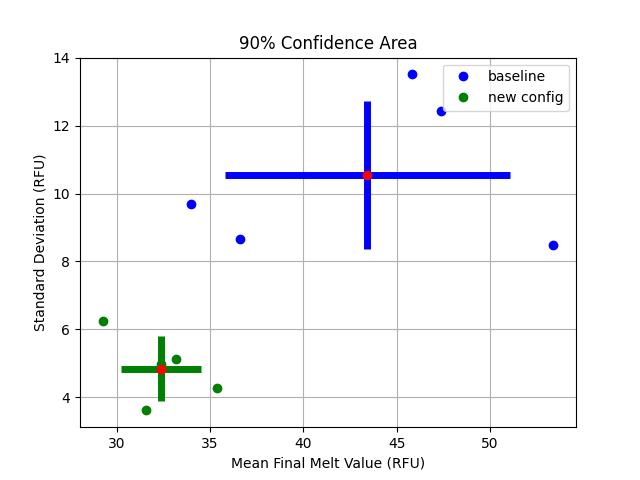 90% Confidence Area
baseline
new config
14
12
10
8
6
4
Standard Deviation (RFU)
30 35 40 45 50
Mean Final Melt Value (RFU)